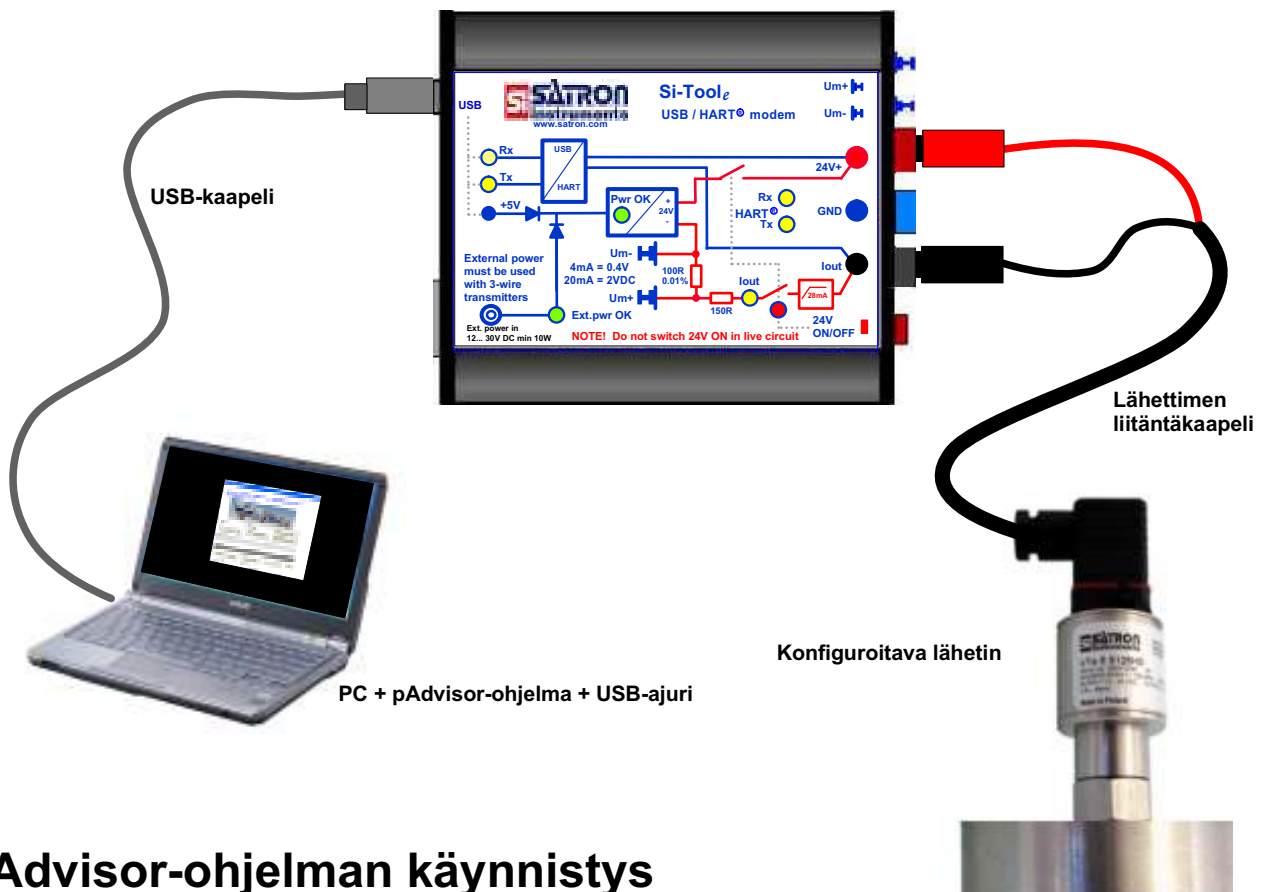 SATRON
Instruments
www.satron.com
Si-Toole
USB / HART® modem
Um+
Um-
USB
Rx
Tx
+5V
USB
HART
Pwr OK
+
24V
-
24V+
Rx
HART®
Tx
GND
Iout
External power
must be used
with 3-wire
transmitters
Um-
4mA = 0.4V
20mA = 2VDC
Um+
100R
0.01%
150R
Iout
28mA
24V
ON/OFF
Ext.pwr OK
Ext. power in
12... 30V DC min 10W
NOTE! Do not switch 24V ON in live circuit
USB-kaapeli
Lähettimen
liitäntäkaapeli
Konfiguroitava lähetin
SATRON
PC + pAdvisor-ohjelma + USB-ajuri
Advisor-ohjelman käynnistys